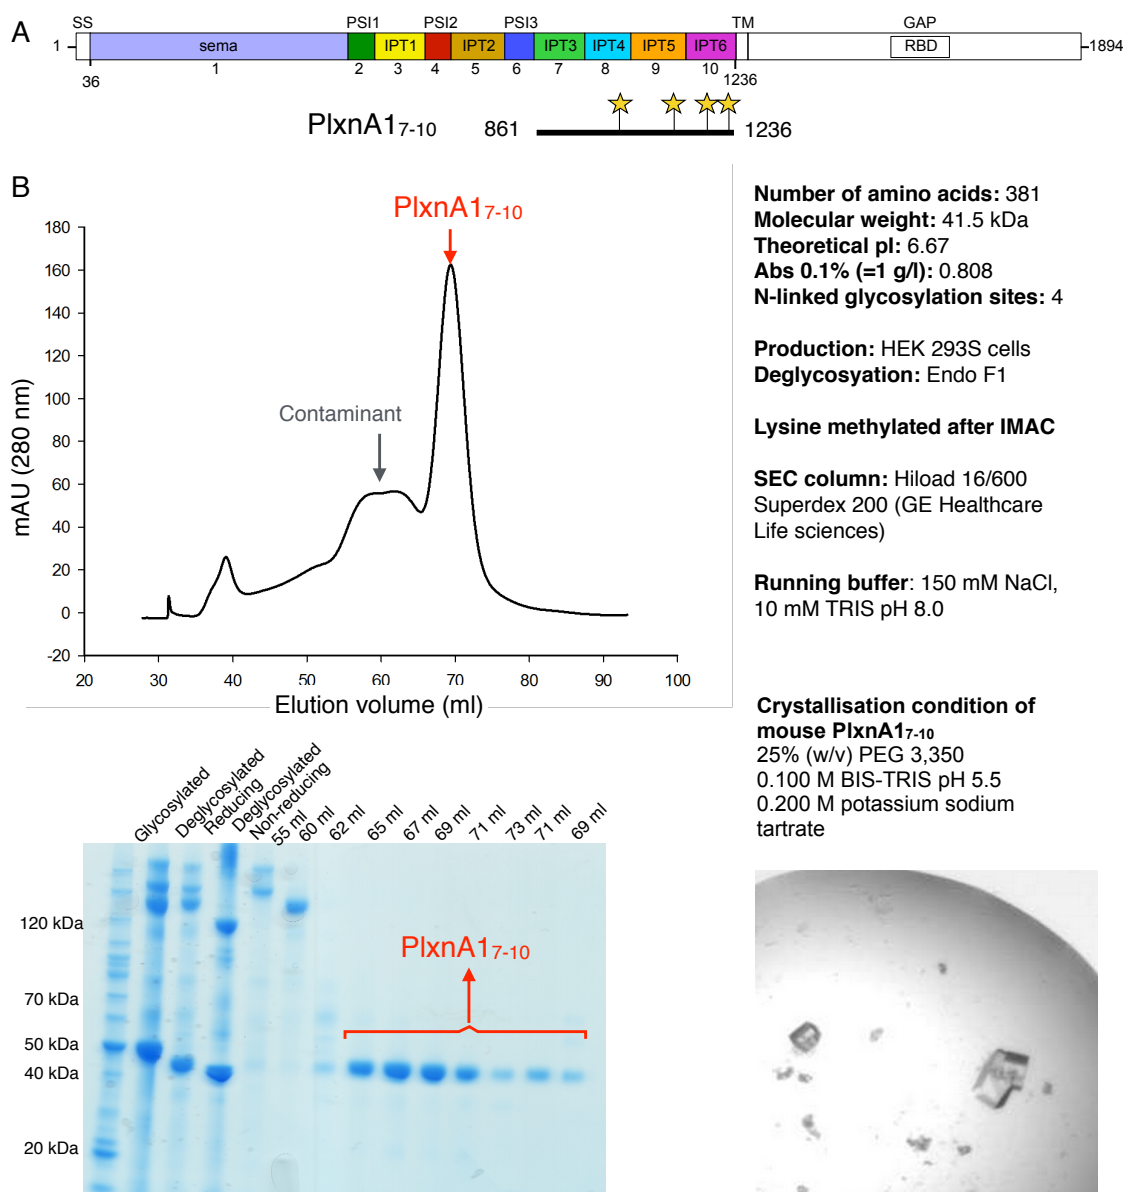 A
SS
PSI1
PSI2
PSI3
TM
GAP
1
sema
IPT1
IPT2
IPT3
IPT4
IPT5
IPT6
RBD
1894
36
1
2
3
4
5
6
7
8
9
10
1236
PlxnA17-10
861
1236
B
PlxnA17-10
Contaminant
mAU (280 nm)
180
160
140
120
100
80
60
40
20
0
-20
20
30
40
50
60
70
80
90
100
Elution volume (ml)
Number of amino acids: 381
Molecular weight: 41.5 kDa
Theoretical pI: 6.67
Abs 0.1% (=1 g/l): 0.808
N-linked glycosylation sites: 4
Production: HEK 293S cells
Deglycosyation: Endo F1
Lysine methylated after IMAC
SEC column: Hiload 16/600
Superdex 200 (GE Healthcare
Life sciences)
Running buffer: 150 mM NaCl,
10 mM TRIS pH 8.0
Crystallisation condition of
mouse PlxnA17-10
25% (w/v) PEG 3,350
0.100 M BIS-TRIS pH 5.5
0.200 M potassium sodium
tartrate
Glycosylated
Deglycosylated
Reducing
Deglycosylated
Non-reducing
55 ml
60 ml
62 ml
65 ml
67 ml
69 ml
71 ml
73 ml
71 ml
69 ml
120 kDa
70 kDa
50 kDa
40 kDa
20 kDa
PlxnA17-10